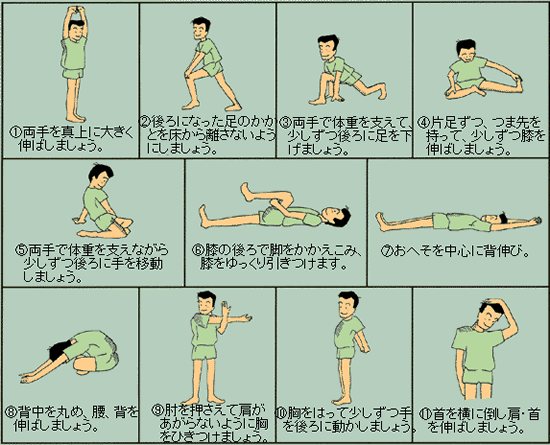 ①両手を真上に大きく
伸ばしましょう。
②後ろになった足のかか
とを床から離さないよう
にしましょう。
③両手で体重を支えて、
少しずつ後ろに足を下
げましょう。
④片足ずつ、つま先を
持って、少しずつ膝を
伸ばしましょう。
⑤両手で体重を支えながら
少しずつ後ろに手を移動
しましょう。
⑥膝の後ろで脚をかかえこみ、
膝をゆっくり引きつけます。
⑦おへそを中心に背伸び。
⑧背中を丸め、腰、背を
伸ばしましょう。
⑨肘を押さえて肩が
あがらないように胸
をひきつけましょう。
⑩胸をはって少しずつ手
を後ろに動かしましょう。
⑪首を横に倒し肩・首
を伸ばしましょう。